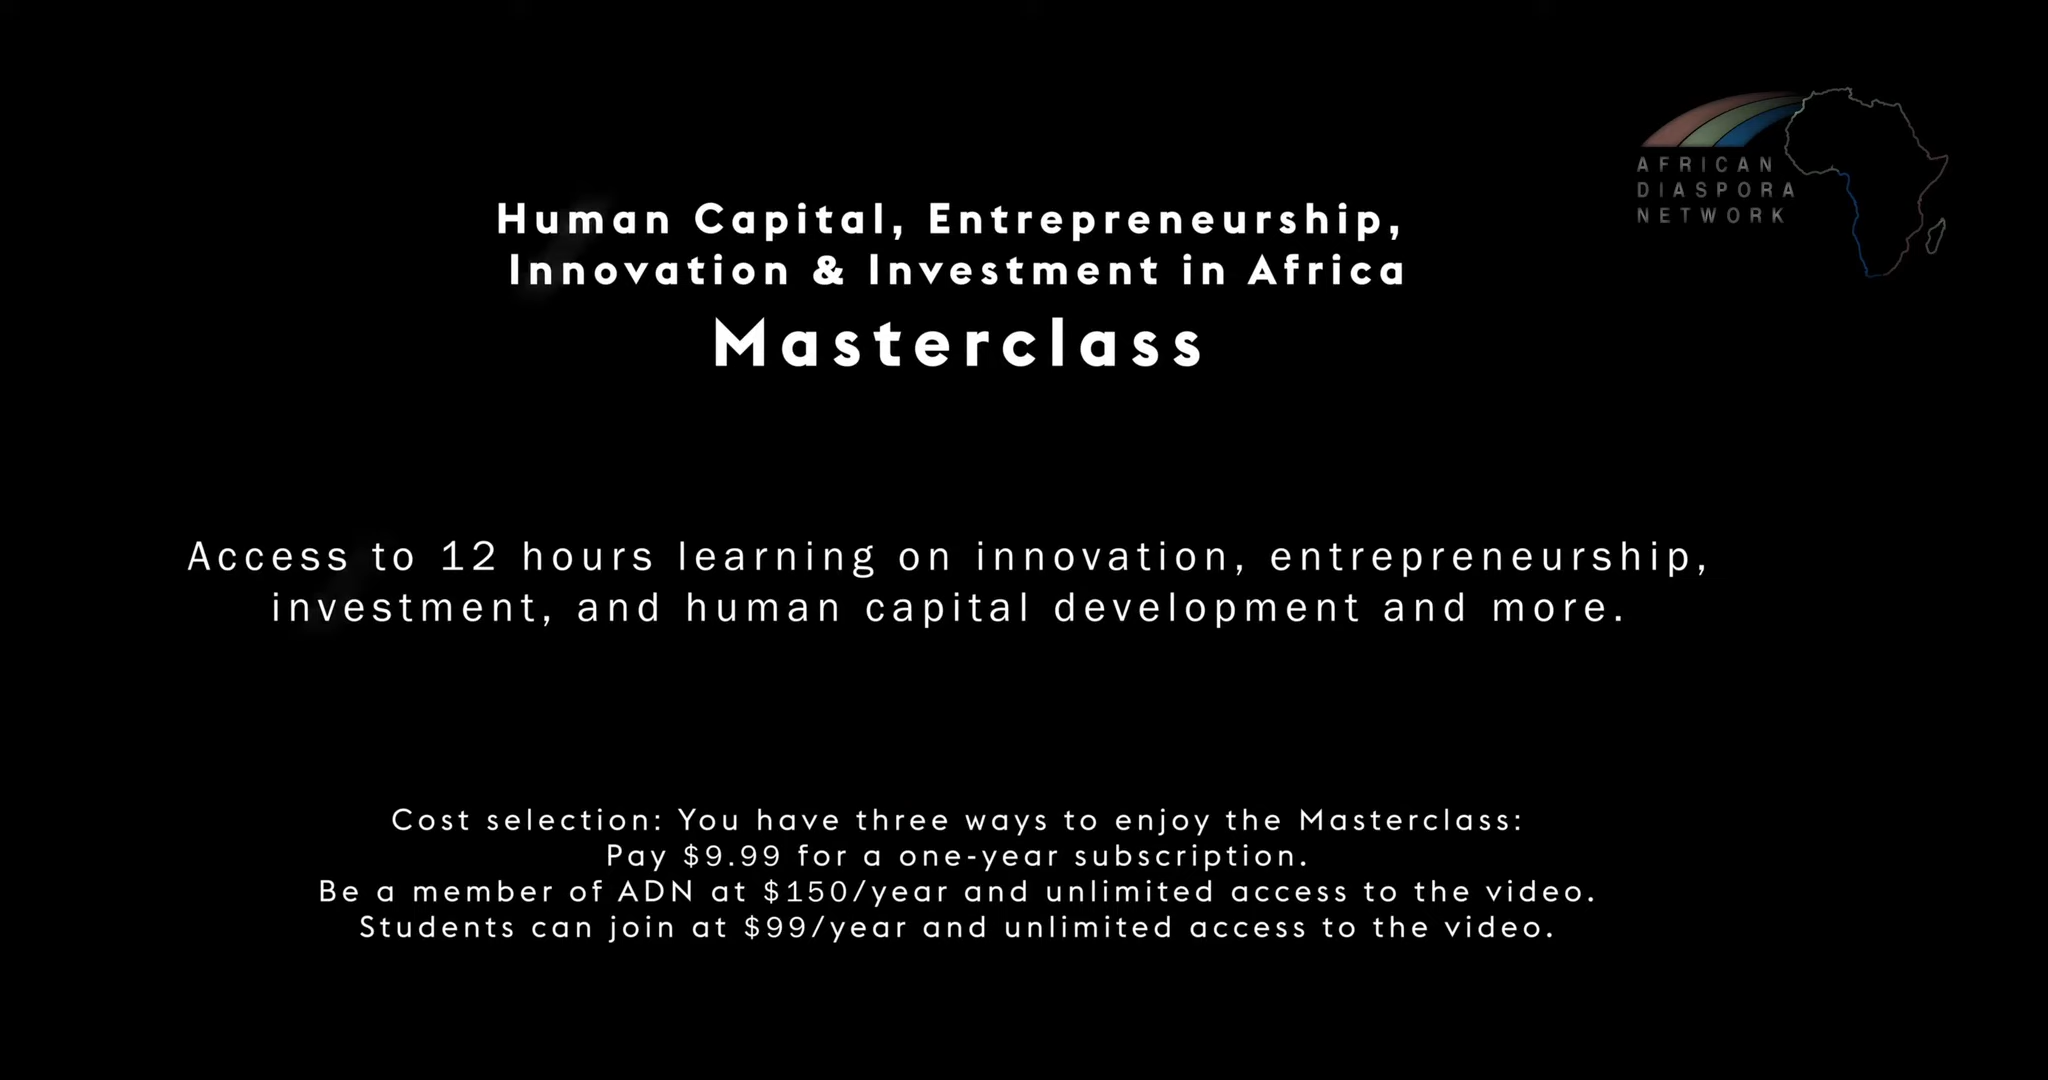 AFRICAN
DIASPORA
NETWORK
Human Capital, Entrepreneurship,
Innovation & Investment in Africa
Masterclass
Access to 12 hours learning on innovation, entrepreneurship,
investment, and human capital development and more.
Cost selection: You have three ways to enjoy the Masterclass:
Pay $9.99 for a one-year subscription.
Be a member of ADN at $150/year and unlimited access to the video.
Students can join at $99/year and unlimited access to the video.